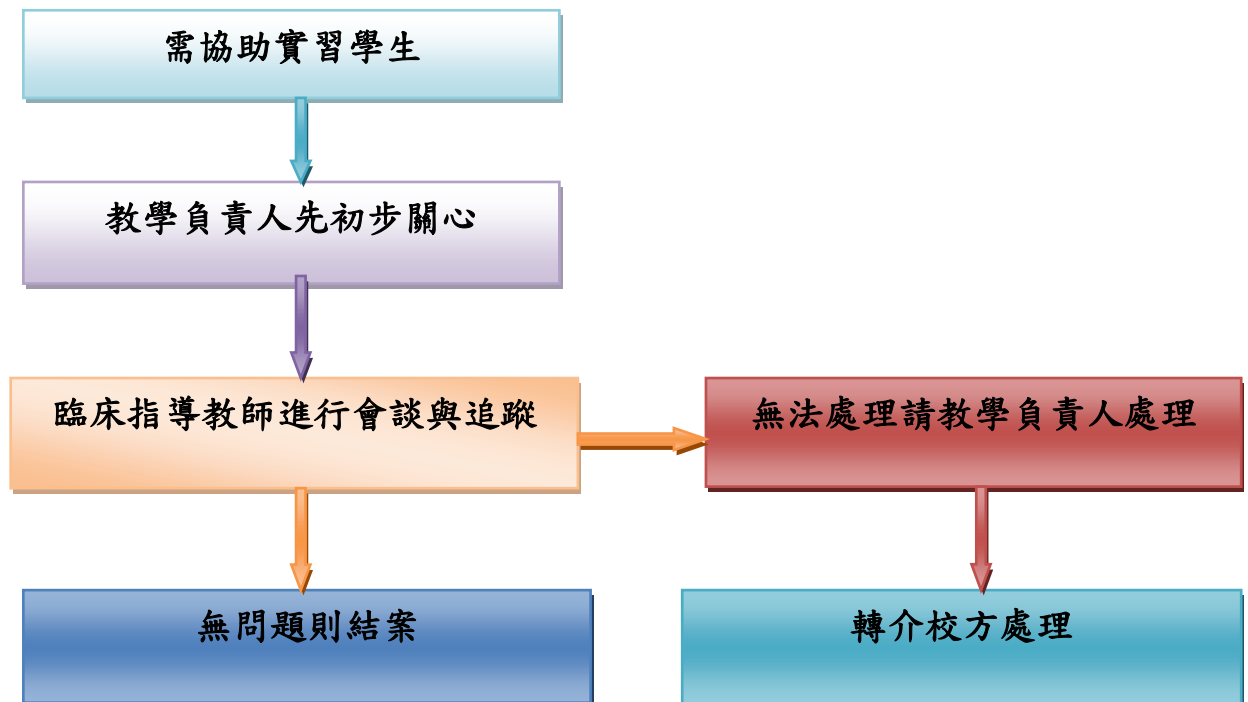 需協助實習學生
教學負責人先初步關心
臨床指導教師進行會談與追蹤
無法處理請教學負責人處理
無問題則結案
轉介校方處理